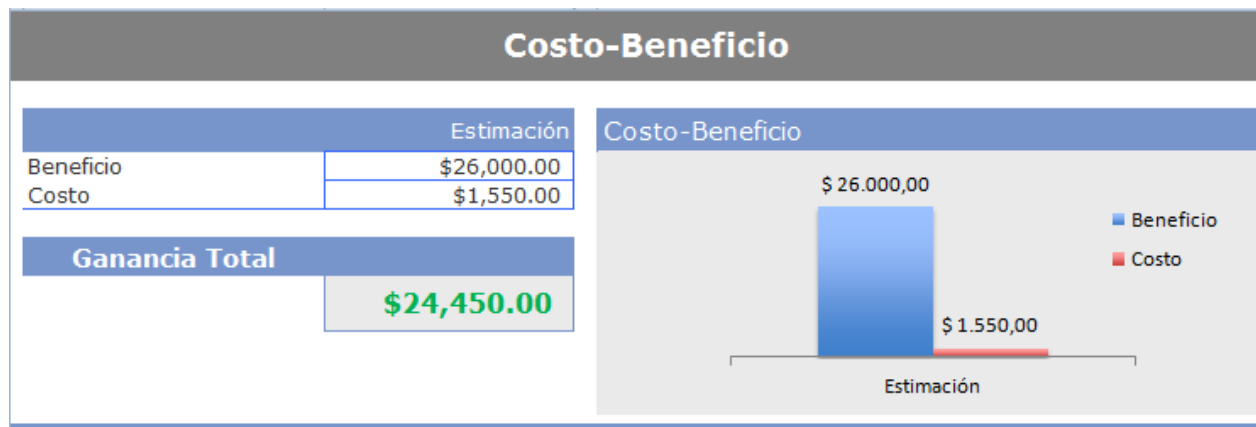 Costo-Beneficio
Estimación
Beneficio $26,000.00
Costo $1,550.00
Ganancia Total
$24,450.00
Costo-Beneficio
$ 26.000,00
$ 1.550,00
Estimación
Beneficio
Costo